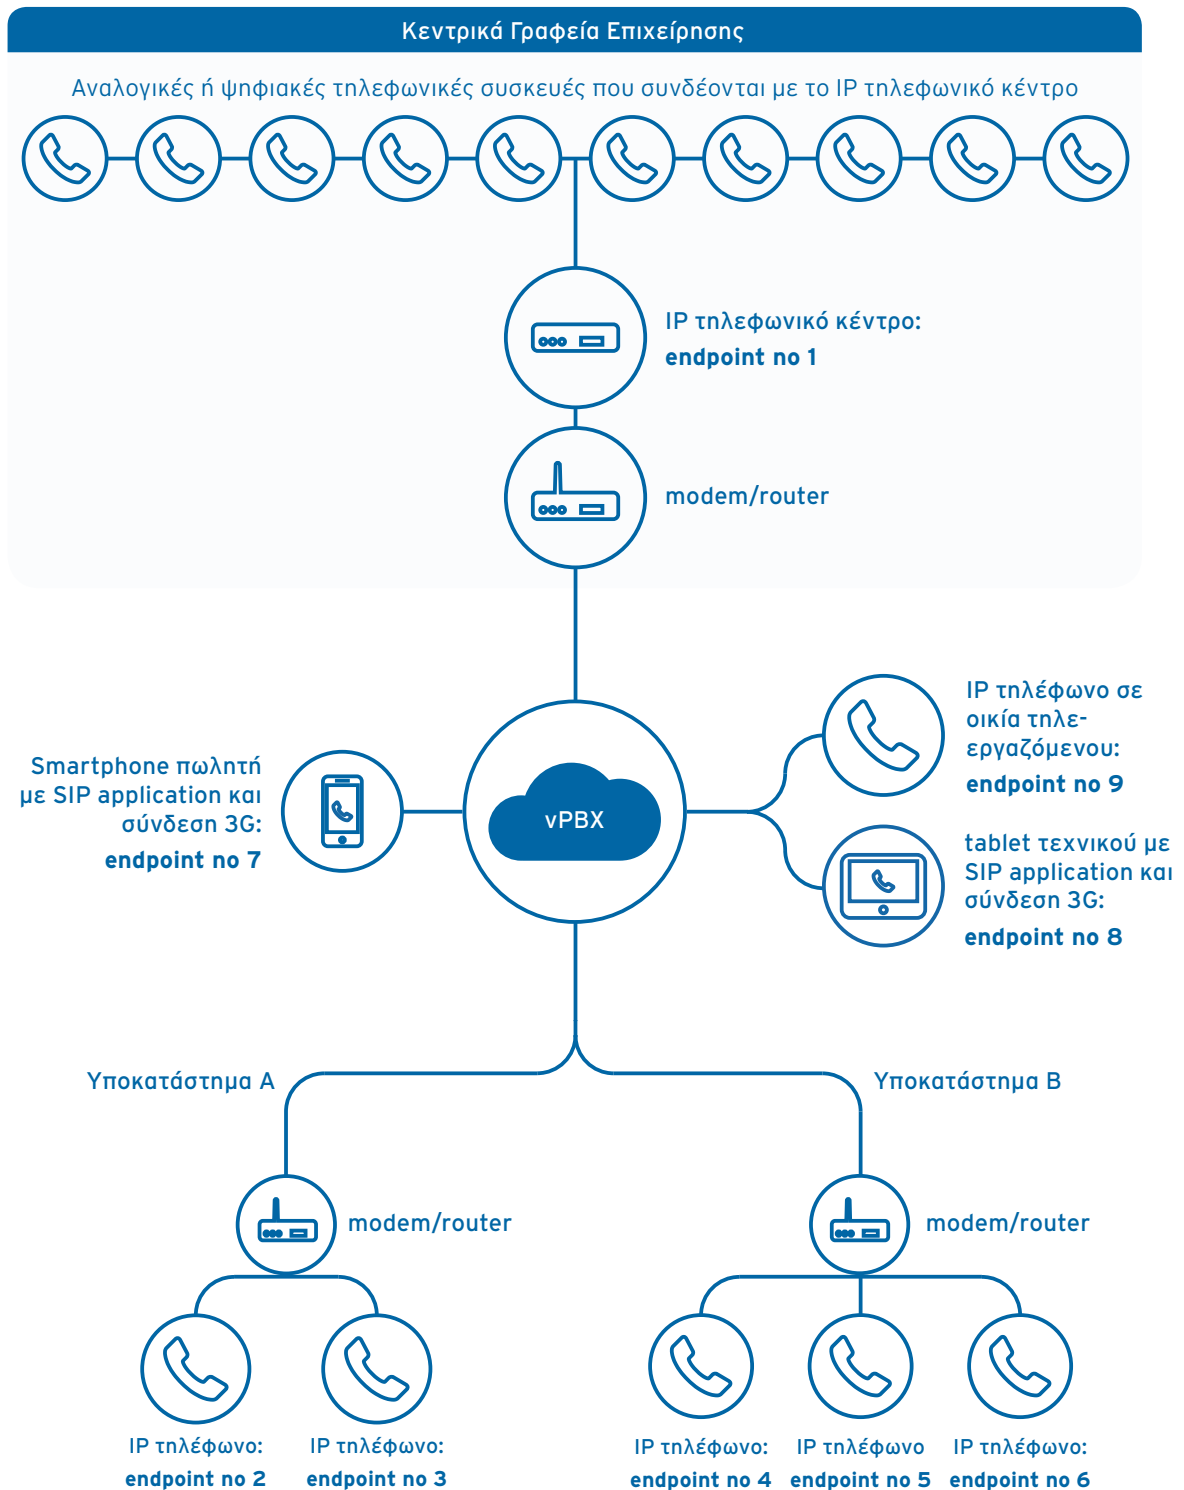 Κεντρικά Γραφεία Επιχείρησης
Αναλογικές ή ψηφιακές τηλεφωνικές συσκευές που συνδέονται με το IP τηλεφωνικό κέντρο
IP τηλεφωνικό κέντρο:
endpoint no 1
modem/router
Smartphone πωλητή
με SIP application και
σύνδεση 3G:
endpoint no 7
vPBX
IP τηλέφωνο σε
οικία τηλε-
εργαζόμενου:
endpoint no 9
tablet τεχνικού με
SIP application και
σύνδεση 3G:
endpoint no 8
Υποκατάστημα Α
Υποκατάστημα Β
modem/router
modem/router
IP τηλέφωνο:
endpoint no 2
IP τηλέφωνο:
endpoint no 3
IP τηλέφωνο:
endpoint no 4
IP τηλέφωνο
endpoint no 5
IP τηλέφωνο:
endpoint no 6